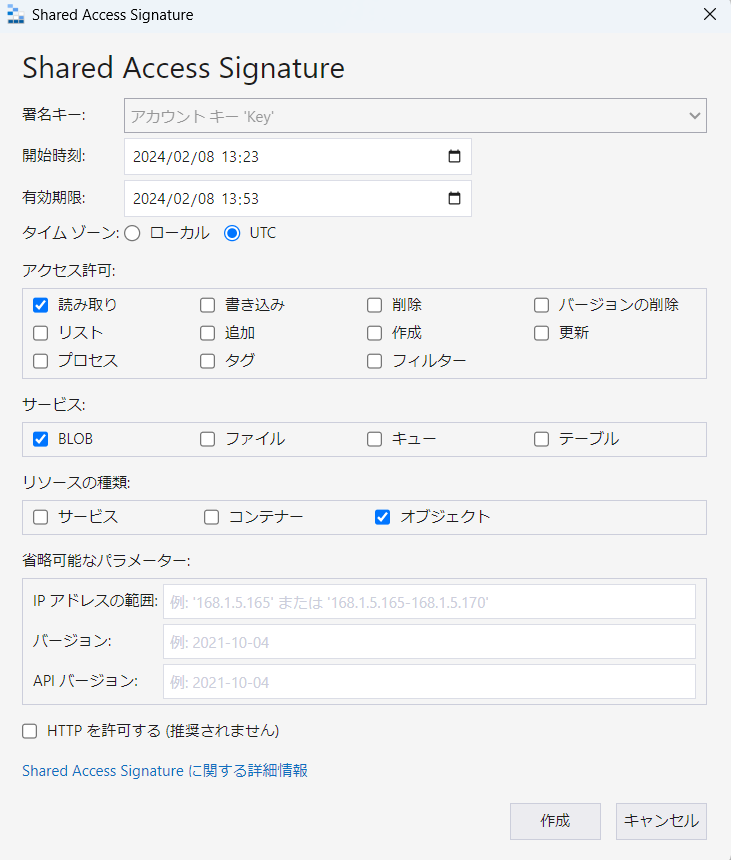 Shared Access Signature
Shared Access Signature
署名キー: アカウント キー 'Key'
開始時刻: 2024/02/08 13:23
有効期限: 2024/02/08 13:53
タイム ゾーン: ローカル UTC
アクセス許可:
読み取り 書き込み 削除 バージョンの削除
リスト 追加 作成 更新
プロセス タグ フィルター
サービス:
BLOB ファイル キュー テーブル
リソースの種類:
サービス コンテナー オブジェクト
省略可能なパラメーター:
IP アドレスの範囲: 例: '168.1.5.165' または '168.1.5.165-168.1.5.170'
バージョン: 例: 2021-10-04
API バージョン: 例: 2021-10-04
HTTP を許可する (推奨されません)
Shared Access Signature に関する詳細情報
作成 キャンセル